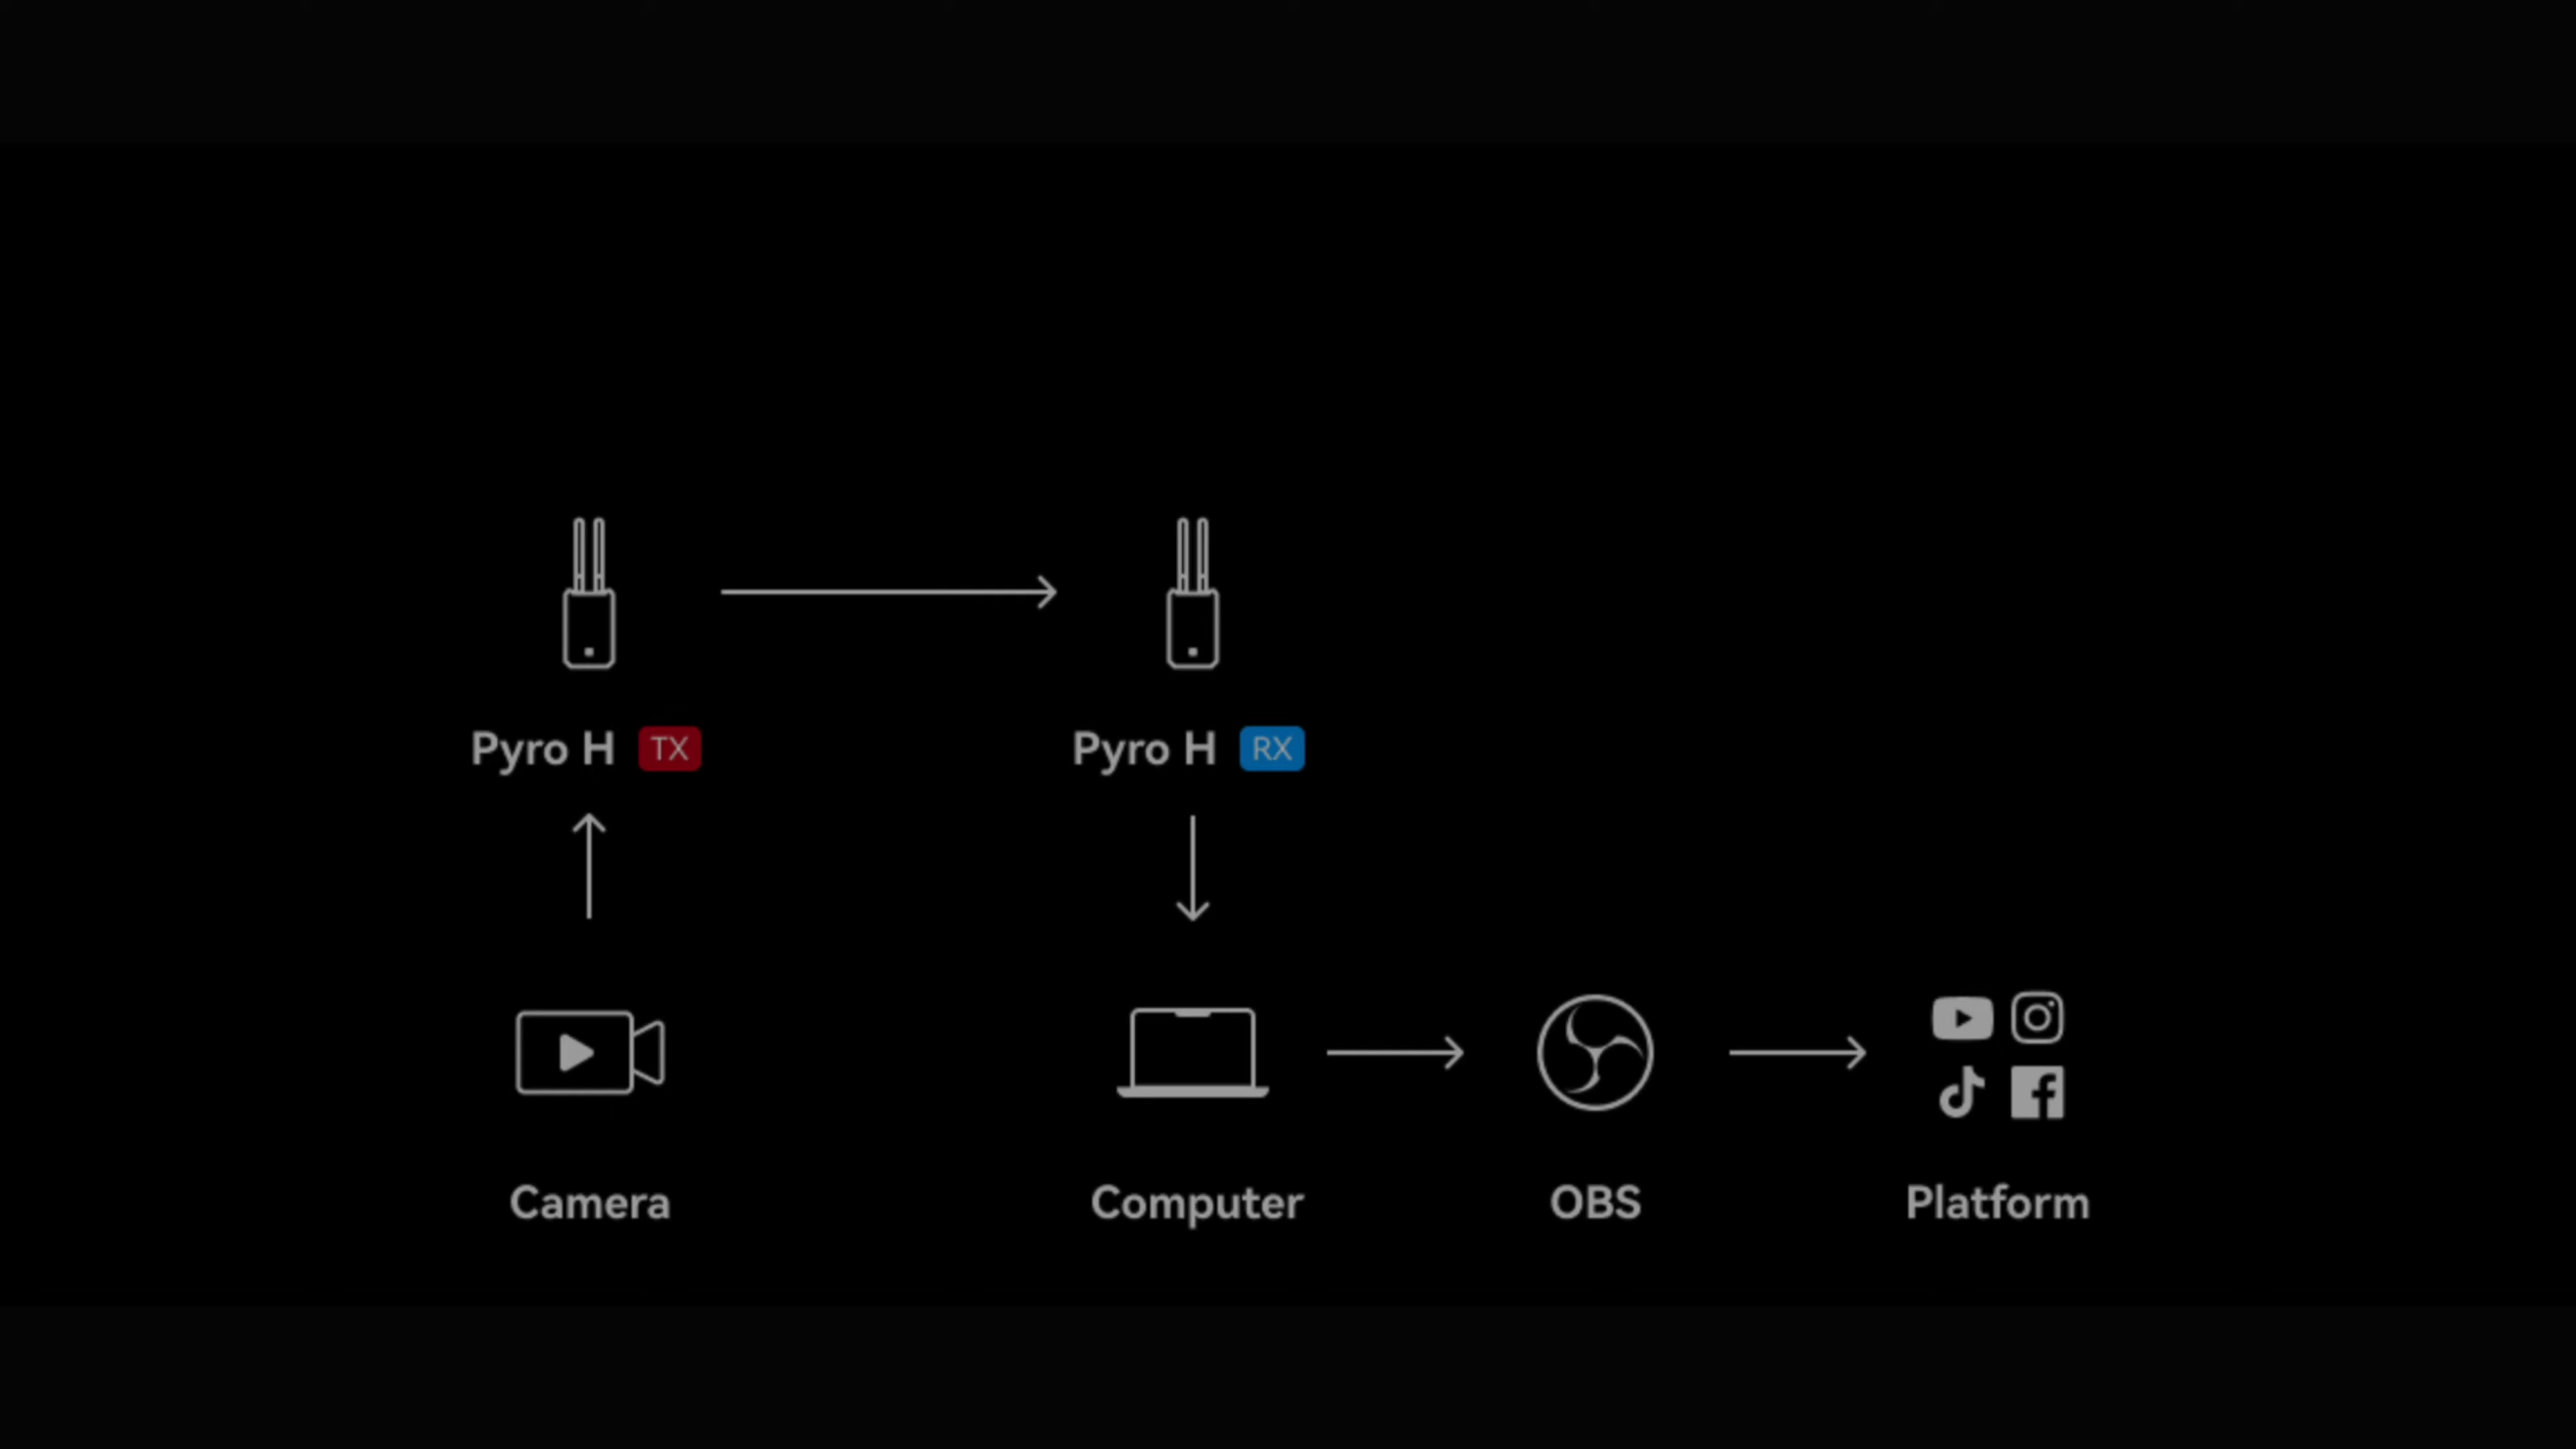 Pyro H TX
Pyro H RX
Camera
Computer
OBS
Platform